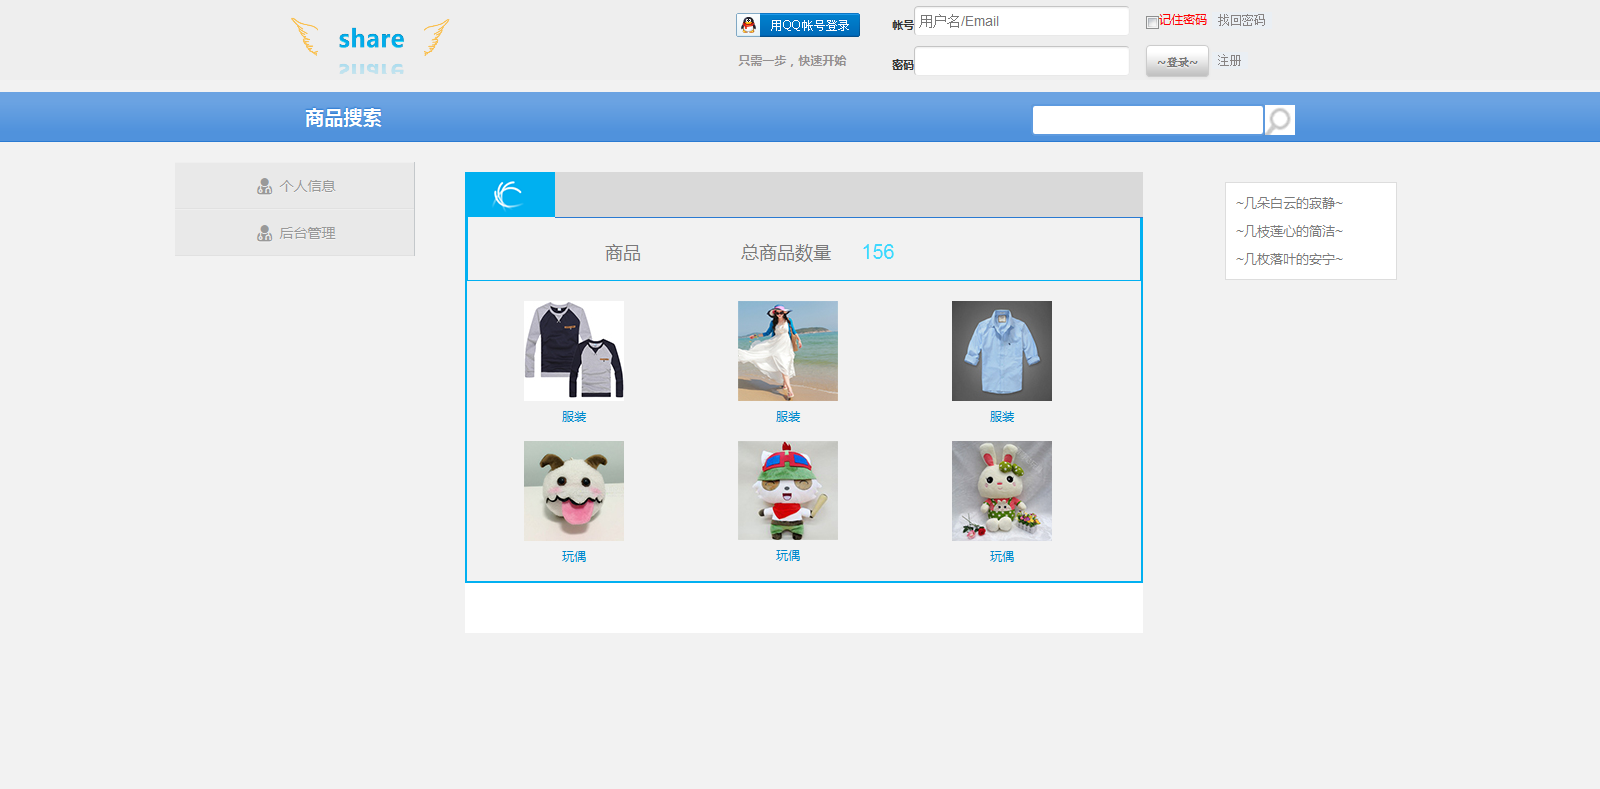 share
用QQ帐号登录
只需一步，快速开始
帐号 用户名/Email
记住密码 找回密码
密码
~登录~ 注册
商品搜索
个人信息
后台管理
商品 总商品数量 156
~几朵白云的寂静~
~几枝莲心的简洁~
~几枚落叶的安宁~
服装 服装 服装
玩偶 玩偶 玩偶